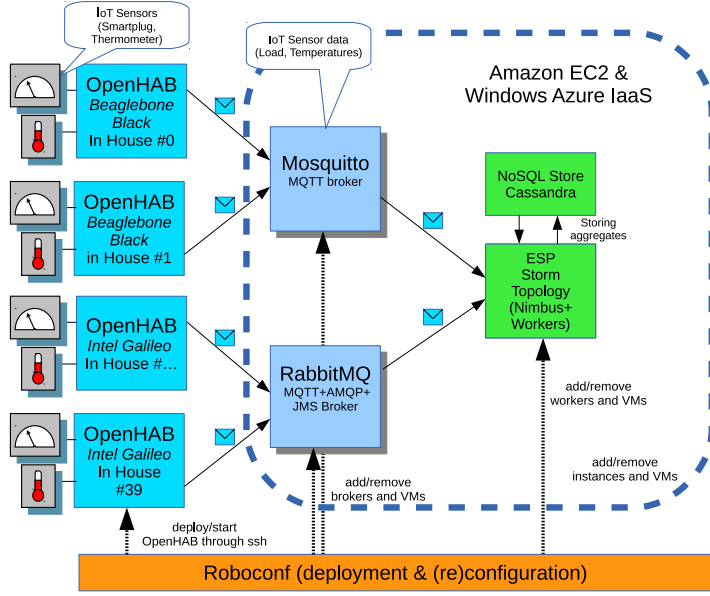 IoT Sensors
(Smartplug,
Thermometer)
IoT Sensor data
(Load, Temperatures)
Amazon EC2 &
Windows Azure IaaS
OpenHAB
Beaglebone
Black
In House #0
OpenHAB
Beaglebone
Black
in House #1
OpenHAB
Intel Galileo
In House #...
OpenHAB
Intel Galileo
In House
#39
Mosquitto
MQTT broker
RabbitMQ
MQTT+AMQP+
JMS Broker
NoSQL Store
Cassandra
Storing
aggregates
ESP
Storm
Topology
(Nimbus+
Workers)
add/remove
workers and VMs
add/remove
instances and VMs
add/remove
brokers and VMs
deploy/start
OpenHAB through ssh
Roboconf (deployment & (re)configuration)